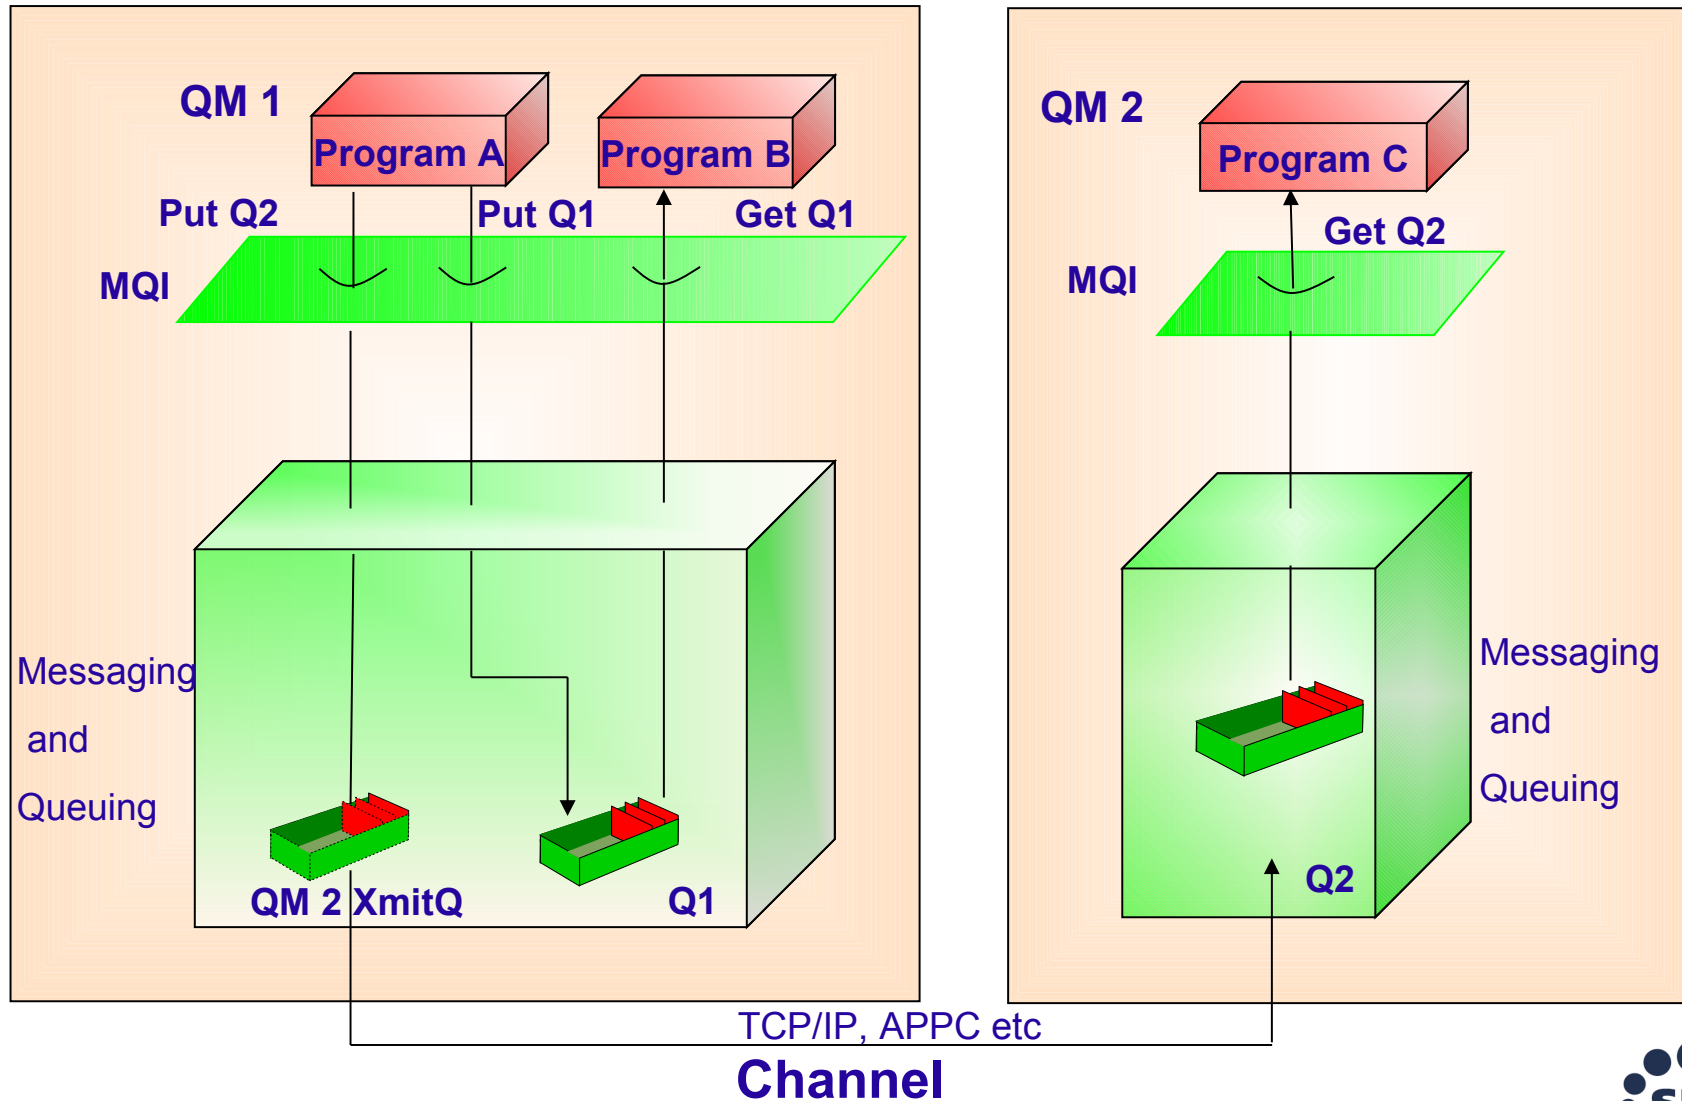 QM 1
Program A
Program B
Put Q2
Put Q1
Get Q1
MQI
Messaging
and
Queuing
QM 2 XmitQ
Q1
QM 2
Program C
Get Q2
MQI
Messaging
and
Queuing
Q2
TCP/IP, APPC etc
Channel